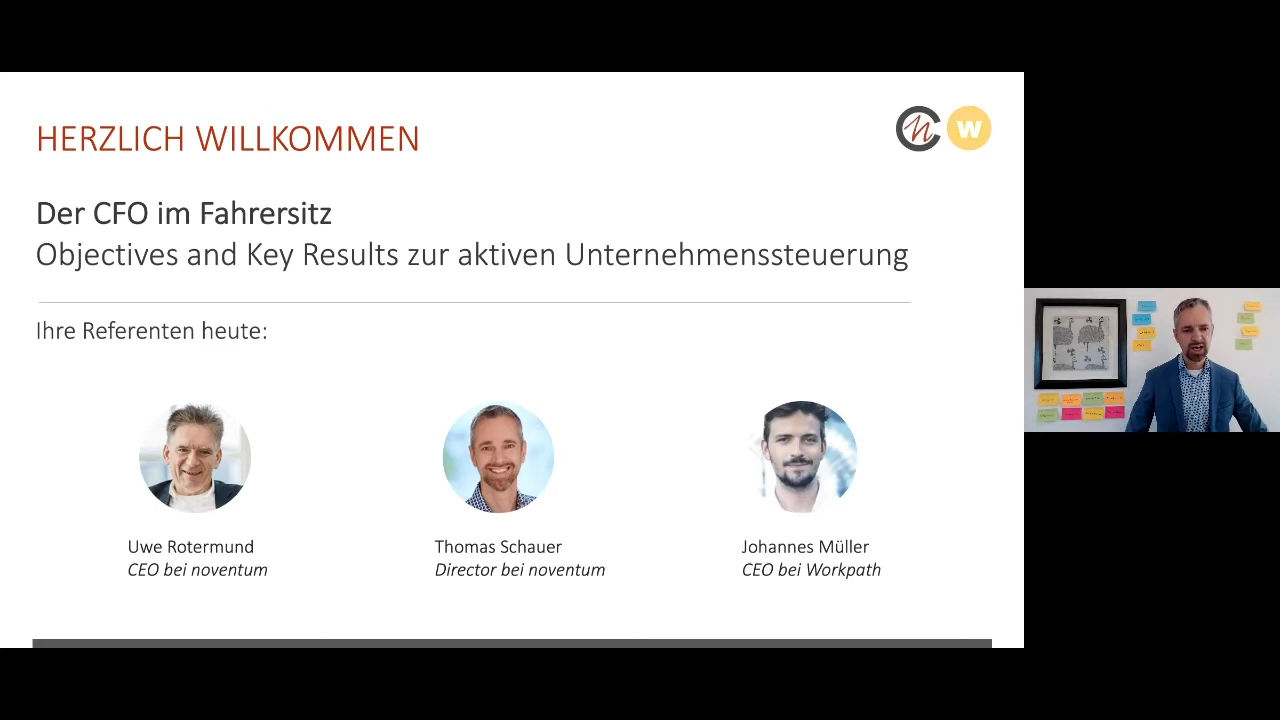 HERZLICH WILLKOMMEN
W
Der CFO im Fahrersitz
Objectives and Key Results zur aktiven Unternehmenssteuerung
Ihre Referenten heute:
Uwe Rotermund
CEO bei noventum
Thomas Schauer
Director bei noventum
Johannes Müller
CEO bei Workpath